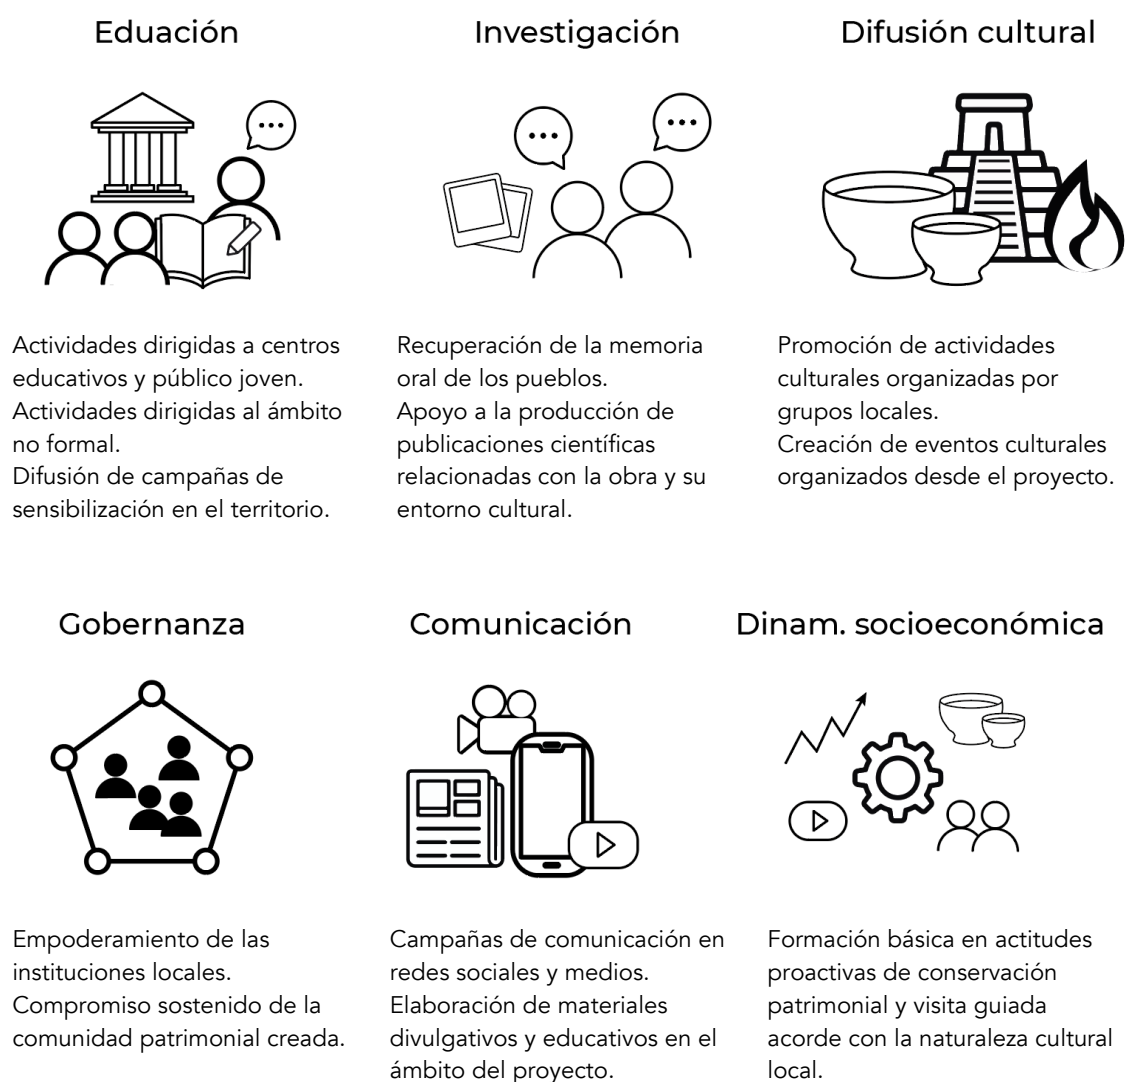 Eduación
Investigación
Difusión cultural
Actividades dirigidas a centros
educativos y público joven.
Actividades dirigidas al ámbito
no formal.
Difusión de campañas de
sensibilización en el territorio.
Recuperación de la memoria
oral de los pueblos.
Apoyo a la producción de
publicaciones científicas
relacionadas con la obra y su
entorno cultural.
Promoción de actividades
culturales organizadas por
grupos locales.
Creación de eventos culturales
organizados desde el proyecto.
Gobernanza
Comunicación
Dinam. socioeconómica
Empoderamiento de las
instituciones locales.
Compromiso sostenido de la
comunidad patrimonial creada.
Campañas de comunicación en
redes sociales y medios.
Elaboración de materiales
divulgativos y educativos en el
ámbito del proyecto.
Formación básica en actitudes
proactivas de conservación
patrimonial y visita guiada
acorde con la naturaleza cultural
local.